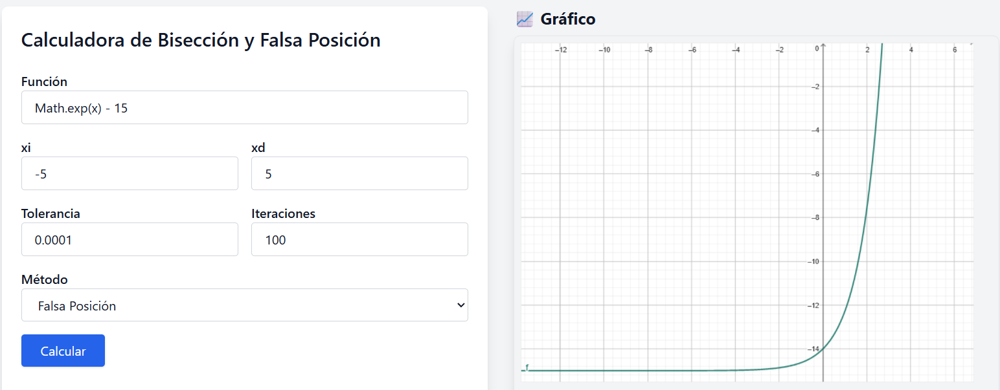 Calculadora de Bisección y Falsa Posición
Función
Math.exp(x) - 15
xi xd
-5 5
Tolerancia Iteraciones
0.0001 100
Método
Falsa Posición
Calcular
Gráfico
–12 –10 –8 –6 –4 –2 0 2 4 6
–2
–4
–6
–8
–10
–12
–14
f